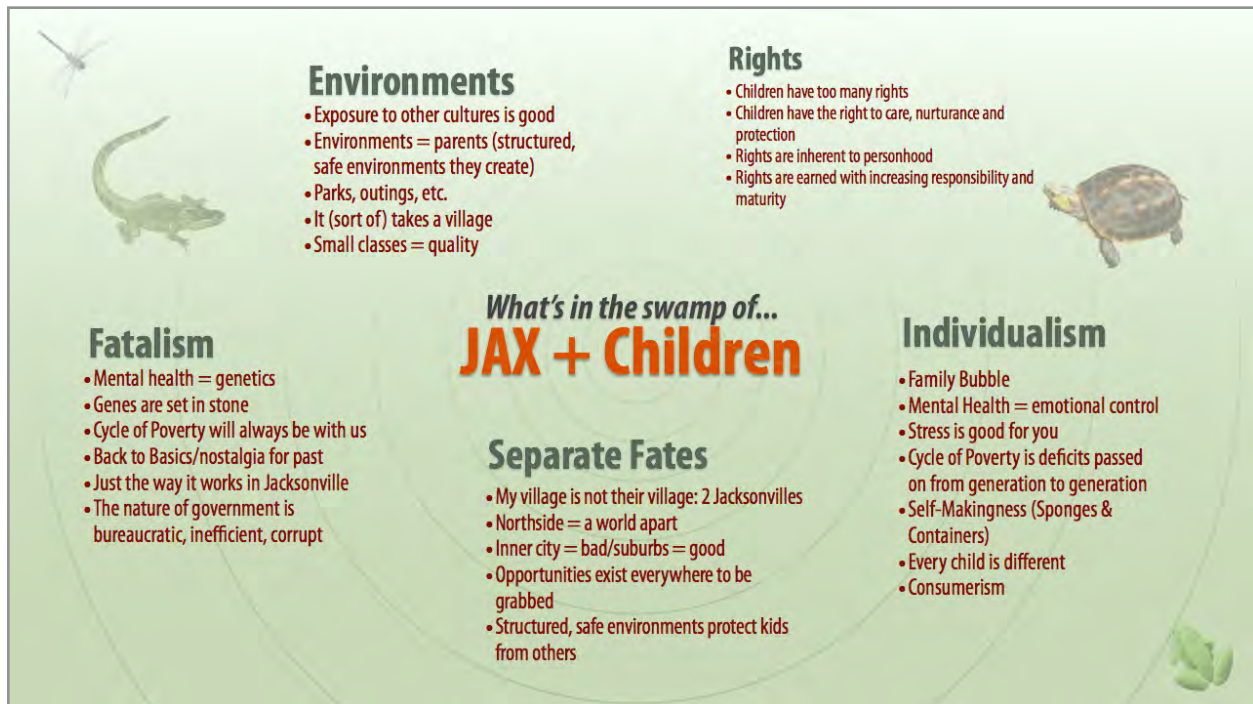 Environments
• Exposure to other cultures is good
• Environments = parents (structured,
safe environments they create)
• Parks, outings, etc.
• It (sort of) takes a village
• Small classes = quality
Rights
• Children have too many rights
• Children have the right to care, nurturance and
protection
• Rights are inherent to personhood
• Rights are earned with increasing responsibility and
maturity
What's in the swamp of...
JAX + Children
Fatalism
• Mental health = genetics
• Genes are set in stone
• Cycle of Poverty will always be with us
• Back to Basics/nostalgia for past
• Just the way it works in Jacksonville
• The nature of government is
bureaucratic, inefficient, corrupt
Separate Fates
• My village is not their village: 2 Jacksonvilles
• Northside = a world apart
• Inner city = bad/suburbs = good
• Opportunities exist everywhere to be
grabbed
• Structured, safe environments protect kids
from others
Individualism
• Family Bubble
• Mental Health = emotional control
• Stress is good for you
• Cycle of Poverty is deficits passed
on from generation to generation
• Self-Makingness (Sponges &
Containers)
• Every child is different
• Consumerism